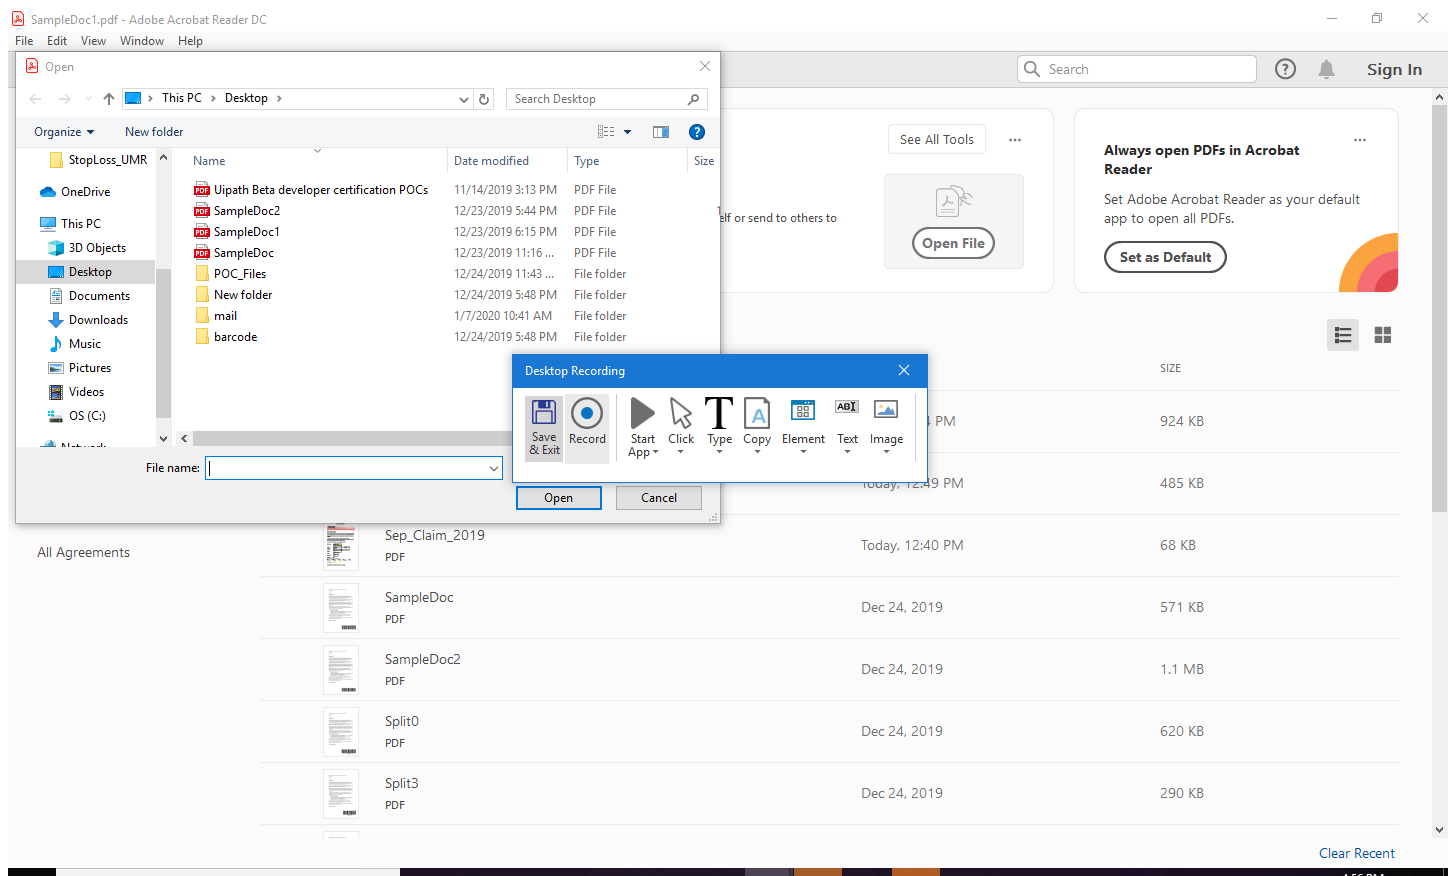 SampleDoc1.pdf - Adobe Acrobat Reader DC
File Edit View Window Help
Open
This PC > Desktop >
Search Desktop
Organize
New folder
StopLoss_UMR
OneDrive
This PC
3D Objects
Desktop
Documents
Downloads
Music
Pictures
Videos
OS (C:)
Network
Name Date modified Type Size
Uipath Beta developer certification POCs 11/14/2019 3:13 PM PDF File
SampleDoc2 12/23/2019 5:44 PM PDF File 1
SampleDoc1 12/23/2019 6:15 PM PDF File
SampleDoc 12/23/2019 11:16 ... PDF File
POC_Files 12/24/2019 11:43 ... File folder
New folder 12/24/2019 5:48 PM File folder
mail 1/7/2020 10:41 AM File folder
barcode 12/24/2019 5:48 PM File folder
File name:
Open
Cancel
Search
Sign In
See All Tools
elf or send to others to
Open File
Always open PDFs in Acrobat
Reader
Set Adobe Acrobat Reader as your default
app to open all PDFs.
Set as Default
Desktop Recording
Save
& Exit
Record
Start
App
Click
Type
Copy
Element
Text
Image
ABI
SIZE
PM 924 KB
Today, 12:49 PM 485 KB
All Agreements
Sep_Claim_2019
PDF
Today, 12:40 PM 68 KB
SampleDoc
PDF
Dec 24, 2019 571 KB
SampleDoc2
PDF
Dec 24, 2019 1.1 MB
Split0
PDF
Dec 24, 2019 620 KB
Split3
PDF
Dec 24, 2019 290 KB
Clear Recent